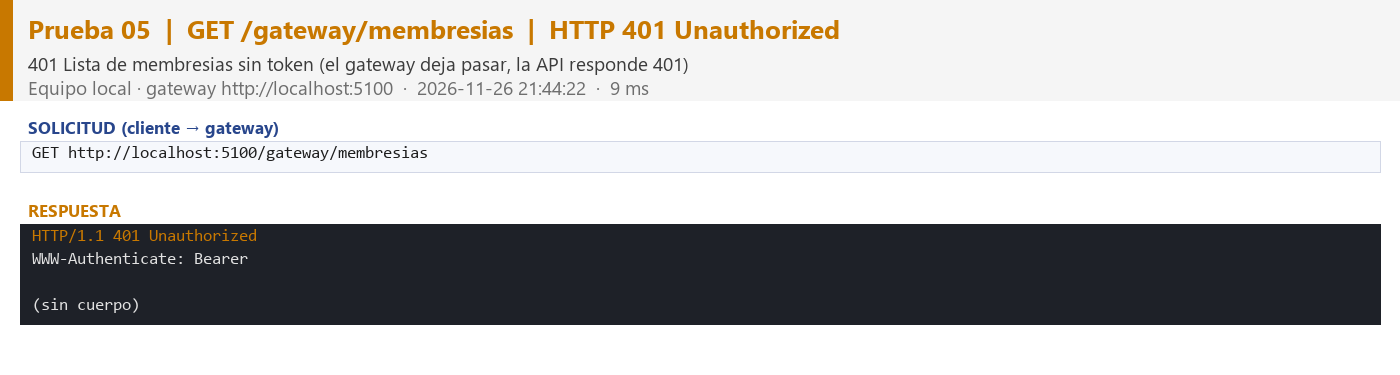 Prueba 05 | GET /gateway/membresias | HTTP 401 Unauthorized
401 Lista de membresias sin token (el gateway deja pasar, la API responde 401)
Equipo local · gateway http://localhost:5100 · 2026-11-26 21:44:22 · 9 ms
SOLICITUD (cliente → gateway)
GET http://localhost:5100/gateway/membresias
RESPUESTA
HTTP/1.1 401 Unauthorized
WWW-Authenticate: Bearer
(sin cuerpo)